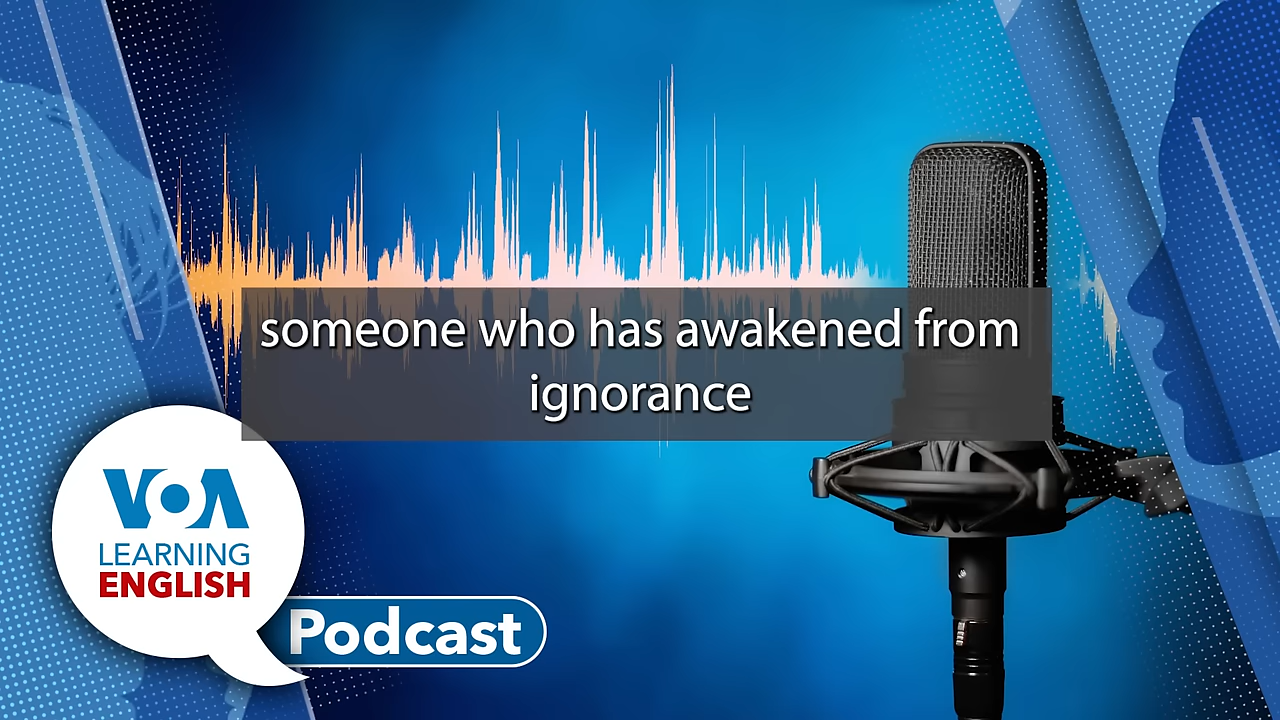 someone who has awakened from
ignorance
VOA
LEARNING
ENGLISH
Podcast